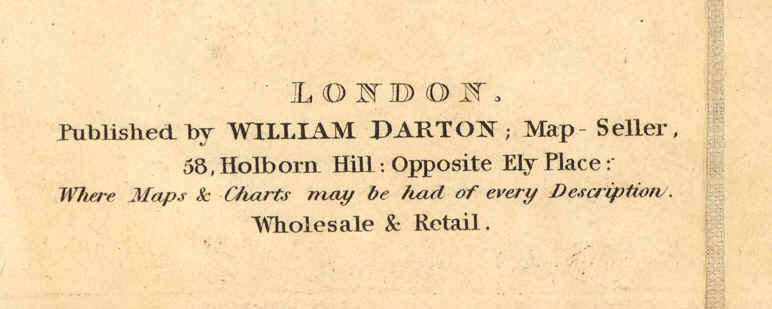 LONDON.
Published by WILLIAM DARTON; Map-Seller,
58, Holborn Hill: Opposite Ely Place:
Where Maps & Charts may be had of every Description.
Wholesale & Retail.